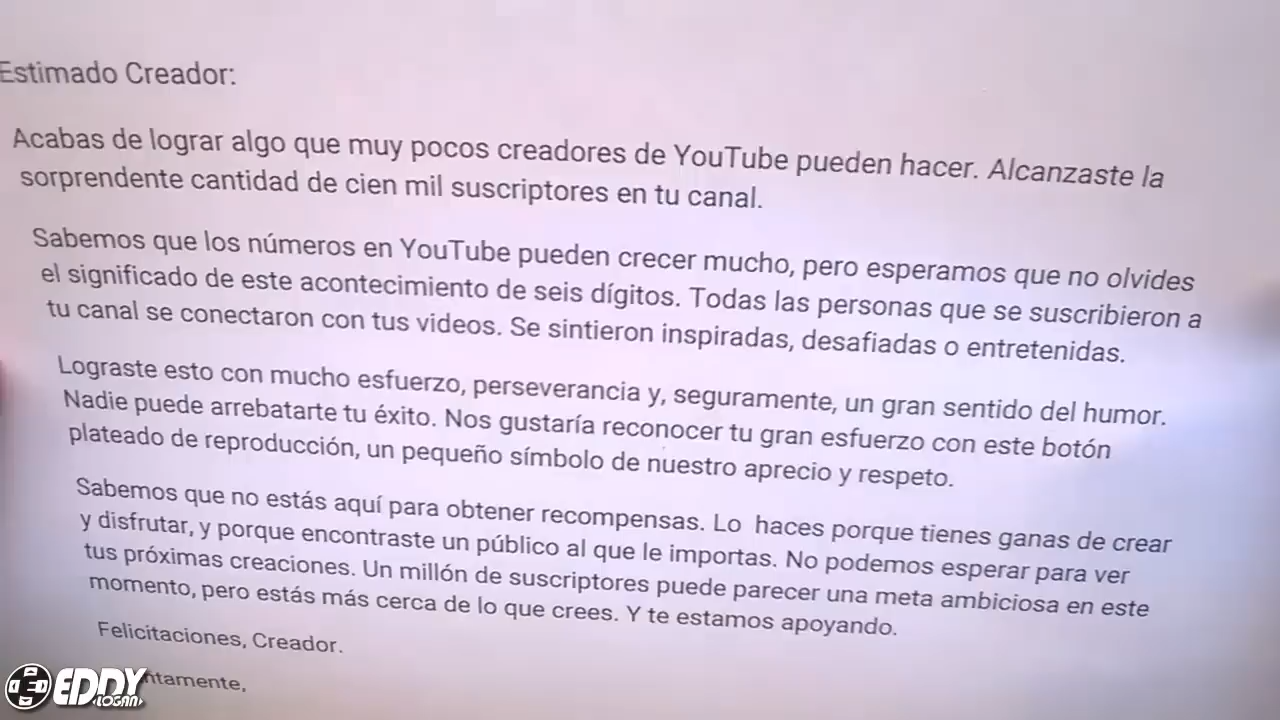 Estimado Creador:
Acabas de lograr algo que muy pocos creadores de YouTube pueden hacer. Alcanzaste la
sorprendente cantidad de cien mil suscriptores en tu canal.
Sabemos que los números en YouTube pueden crecer mucho, pero esperamos que no olvides
el significado de este acontecimiento de seis dígitos. Todas las personas que se suscribieron a
tu canal se conectaron con tus videos. Se sintieron inspiradas, desafiadas o entretenidas.
Lograste esto con mucho esfuerzo, perseverancia y, seguramente, un gran sentido del humor.
Nadie puede arrebatarte tu éxito. Nos gustaría reconocer tu gran esfuerzo con este botón
plateado de reproducción, un pequeño símbolo de nuestro aprecio y respeto.
Sabemos que no estás aquí para obtener recompensas. Lo haces porque tienes ganas de crear
y disfrutar, y porque encontraste un público al que le importas. No podemos esperar para ver
tus próximas creaciones. Un millón de suscriptores puede parecer una meta ambiciosa en este
momento, pero estás más cerca de lo que crees. Y te estamos apoyando.
Felicitaciones, Creador.
ntamente,
EDDY
LOGAN